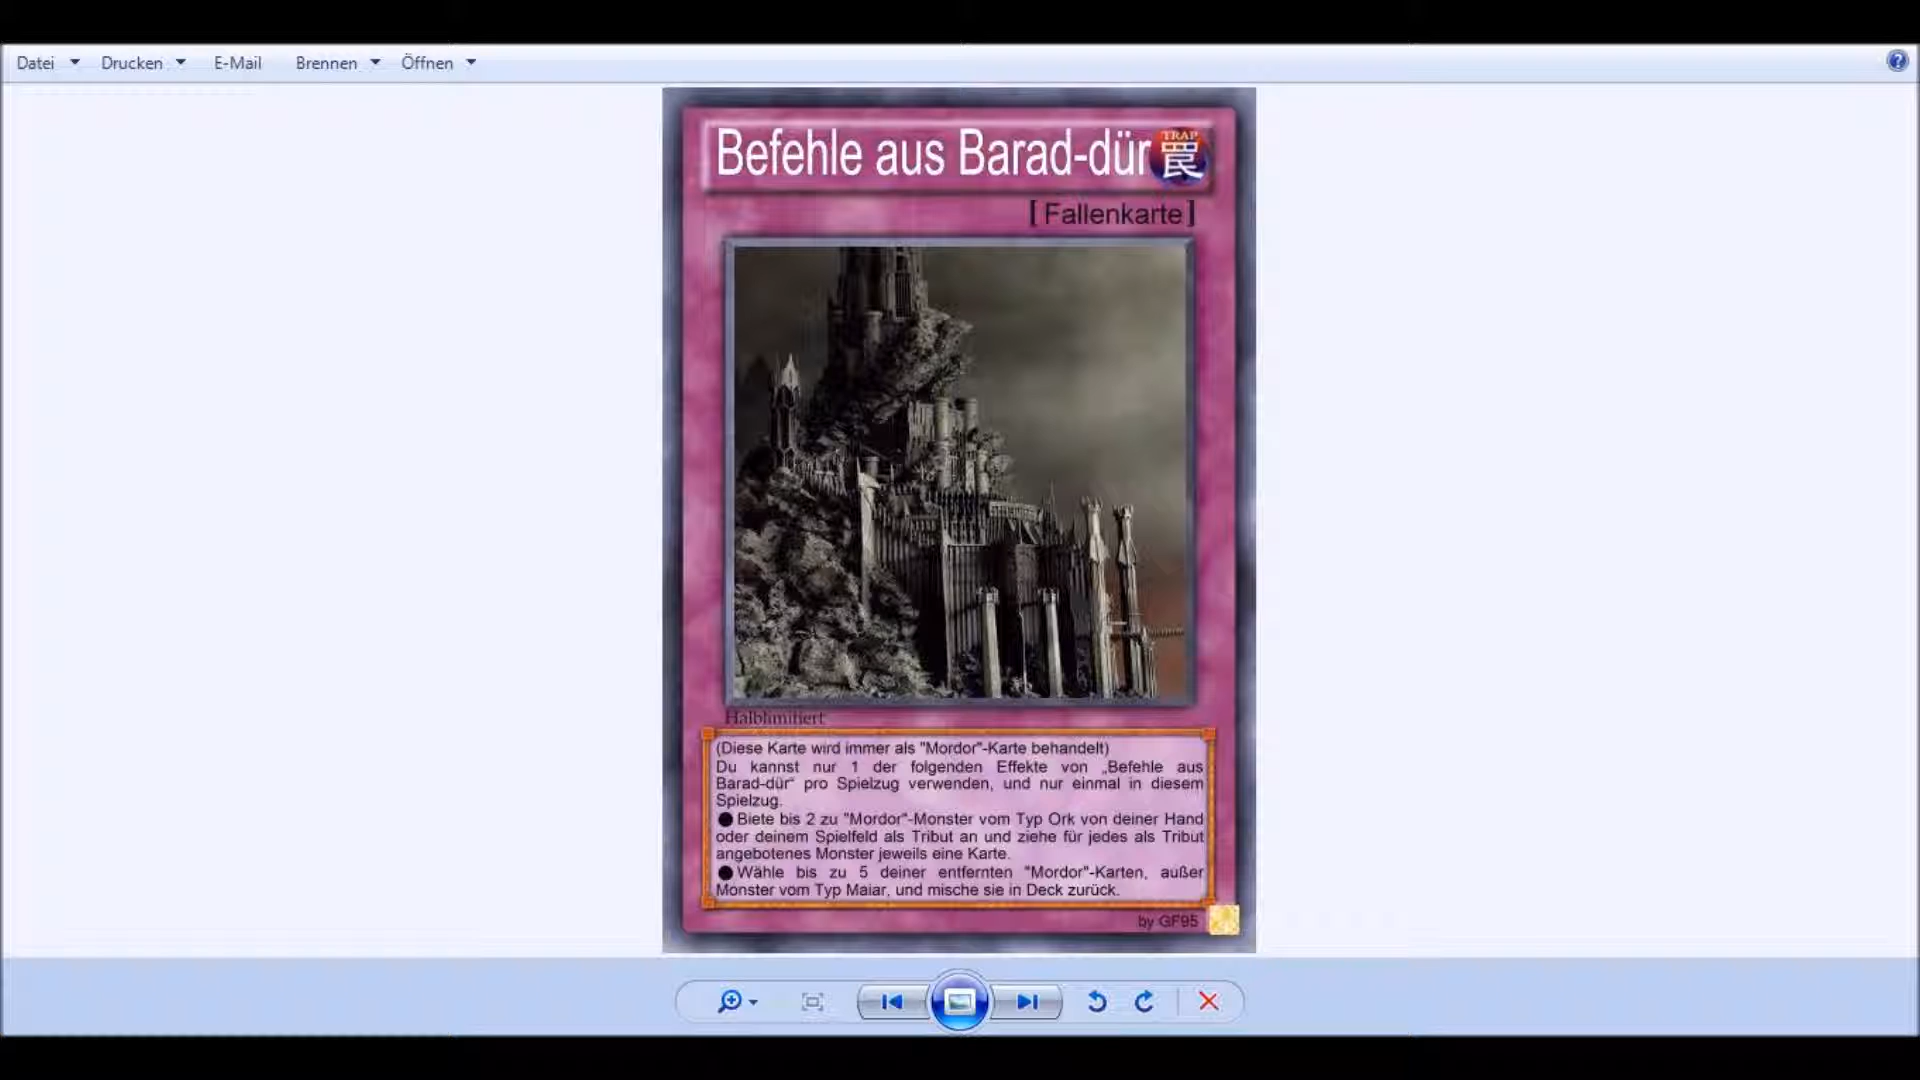 Datei Drucken E-Mail Brennen Öffnen
Befehle aus Barad-dür
TRAP
罠
[ Fallenkarte ]
Halblimitiert
(Diese Karte wird immer als "Mordor"-Karte behandelt)
Du kannst nur 1 der folgenden Effekte von „Befehle aus
Barad-dür“ pro Spielzug verwenden, und nur einmal in diesem
Spielzug.
● Biete bis 2 zu "Mordor"-Monster vom Typ Ork von deiner Hand
oder deinem Spielfeld als Tribut an und ziehe für jedes als Tribut
angebotenes Monster jeweils eine Karte.
● Wähle bis zu 5 deiner entfernten "Mordor"-Karten, außer
Monster vom Typ Maiar, und mische sie in Deck zurück.
by GF95